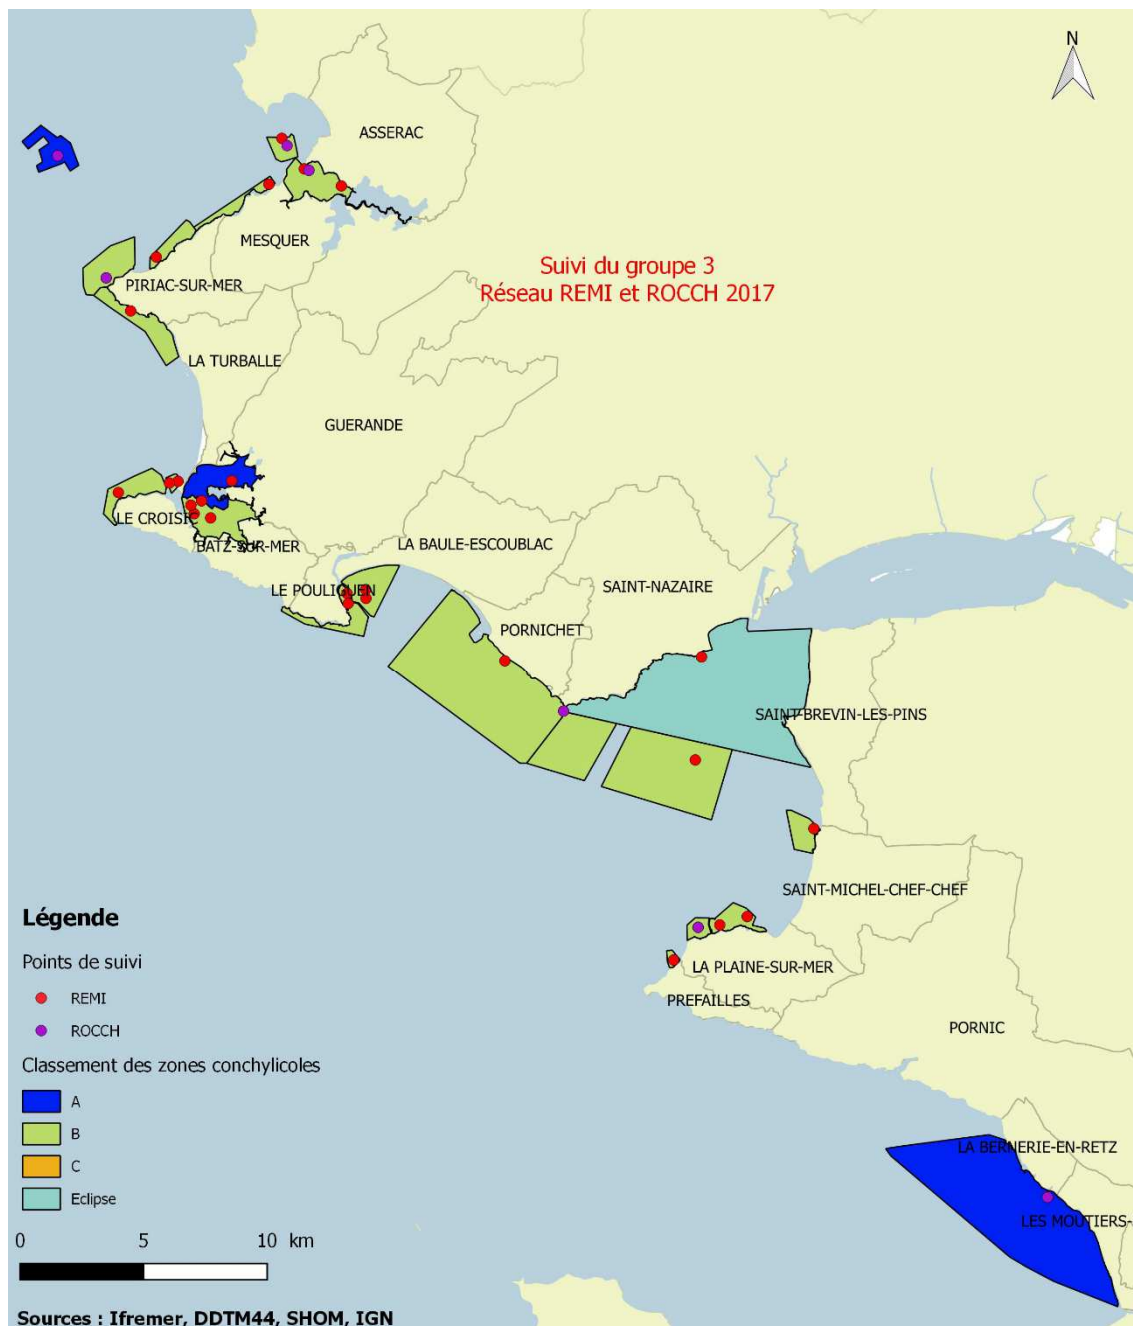 N
ASSERAC
MESQUER
Suivi du groupe 3
Réseau REMI et ROCCH 2017
PIRIAC-SUR-MER
LA TURBALLE
GUERANDE
LE CROISIC
BATZ-SUR-MER
LA BAULE-ESCOUBLAC
LE POULIGUEN
SAINT-NAZAIRE
PORNICHET
SAINT-BREVIN-LES-PINS
SAINT-MICHEL-CHEF-CHEF
LA PLAINE-SUR-MER
PREFAILLES
PORNIC
LA BERNERIE-EN-RETZ
LES MOUTIERS-
Légende
Points de suivi
REMI
ROCCH
Classement des zones conchylicoles
A
B
C
Eclipse
0 5 10 km
Sources : Ifremer, DDTM44, SHOM, IGN